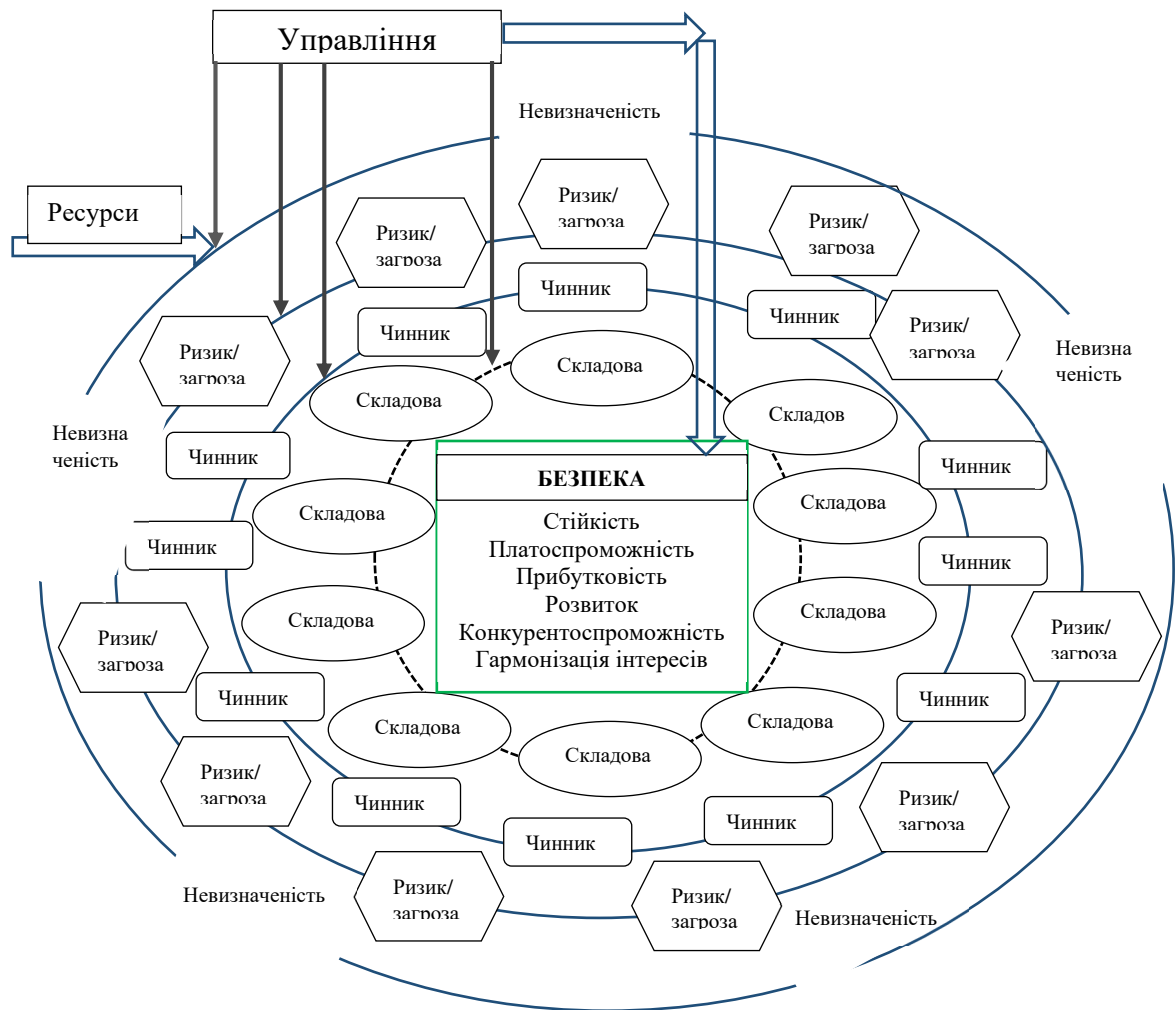 Управління
Невизначеність
Ресурси
Ризик/
загроза
Ризик/
загроза
Ризик/
загроза
Чинник
Чинник
Чинник
Ризик/
загроза
Ризик/
загроза
Невизна
ченість
Складова
Складова
Складов
Невизна
ченість
Чинник
Чинник
БЕЗПЕКА
Стійкість
Платоспроможність
Прибутковість
Розвиток
Конкурентоспроможність
Гармонізація інтересів
Складова
Складова
Чинник
Чинник
Складова
Складова
Ризик/
загроза
Ризик/
загроза
Чинник
Чинник
Складова
Складова
Складова
Ризик/
загроза
Ризик/
загроза
Чинник
Чинник
Чинник
Невизначеність
Ризик/
загроза
Ризик/
загроза
Невизначеність